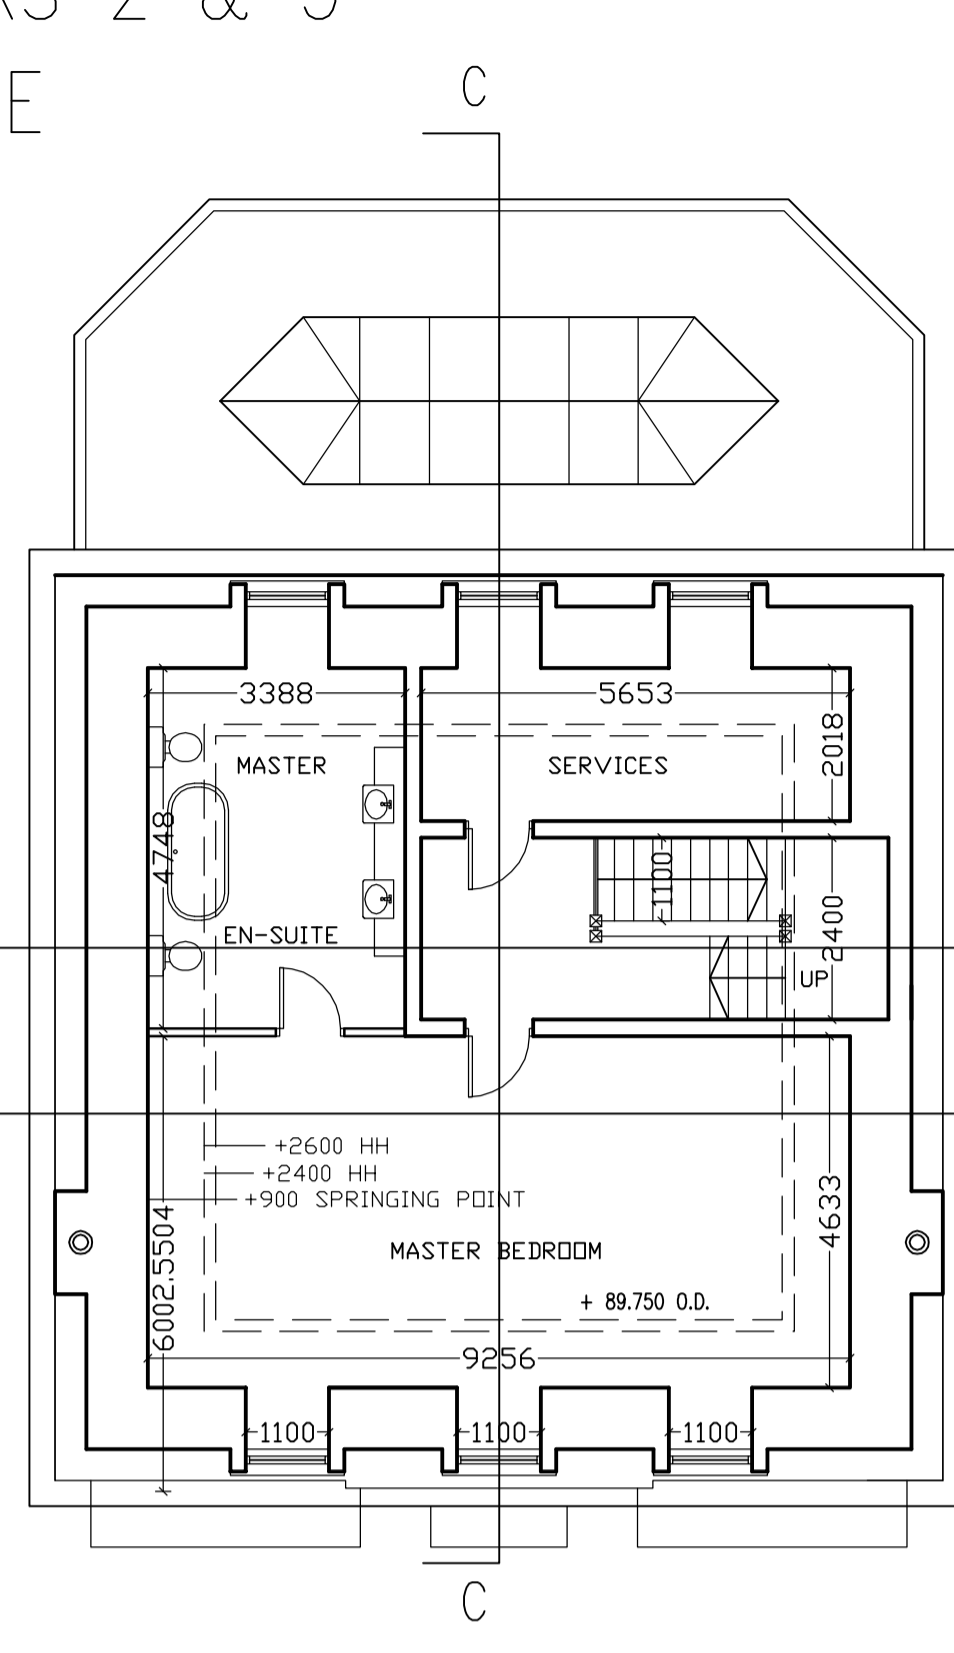 2 &
E
C
3388
5653
2018
MASTER
SERVICES
4748
1100
2400
EN-SUITE
UP
+2600 HH
+2400 HH
+900 SPRINGING POINT
4633
6002.5504
MASTER BEDROOM
+ 89.750 O.D.
9256
1100
1100
1100
C